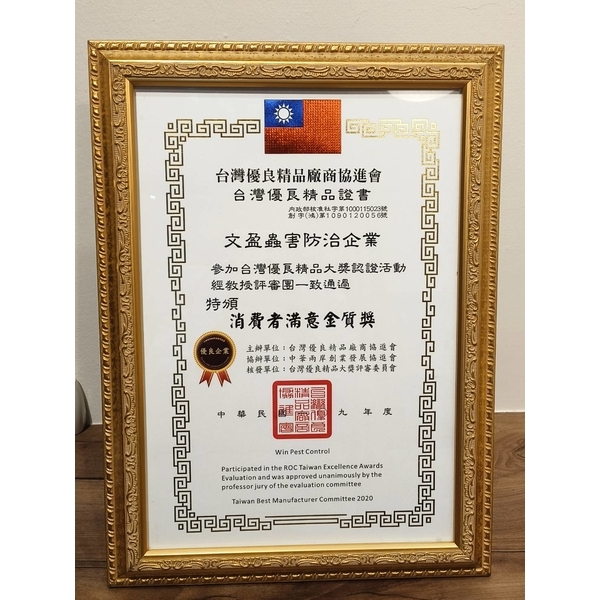 台灣優良精品廠商協進會
台灣優良精品證書
內政部核准社字第1000115023號
創字(鴻)第1090120056號
文盈蟲害防治企業
參加台灣優良精品大獎認證活動
經教授評審團一致通過
特頒
消費者滿意金質獎
優良企業
主辦單位：台灣優良精品廠商協進會
協辦單位：中華兩岸創業發展協進會
核發單位：台灣優良精品大獎評審委員會
中華民國 九年度
Win Pest Control
Participated in the ROC Taiwan Excellence Awards
Evaluation and was approved unanimously by the
professor jury of the evaluation committee
Taiwan Best Manufacturer Committee 2020